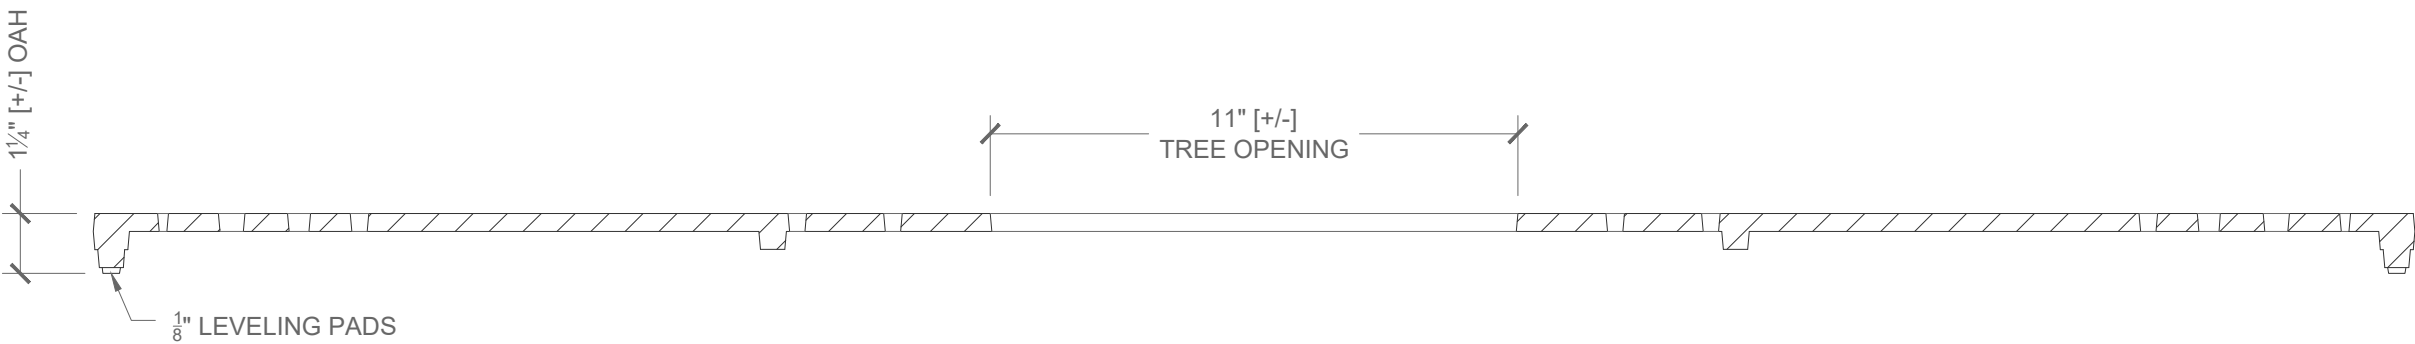 1¼" [+/-] OAH
11" [+/-]
TREE OPENING
⅛" LEVELING PADS